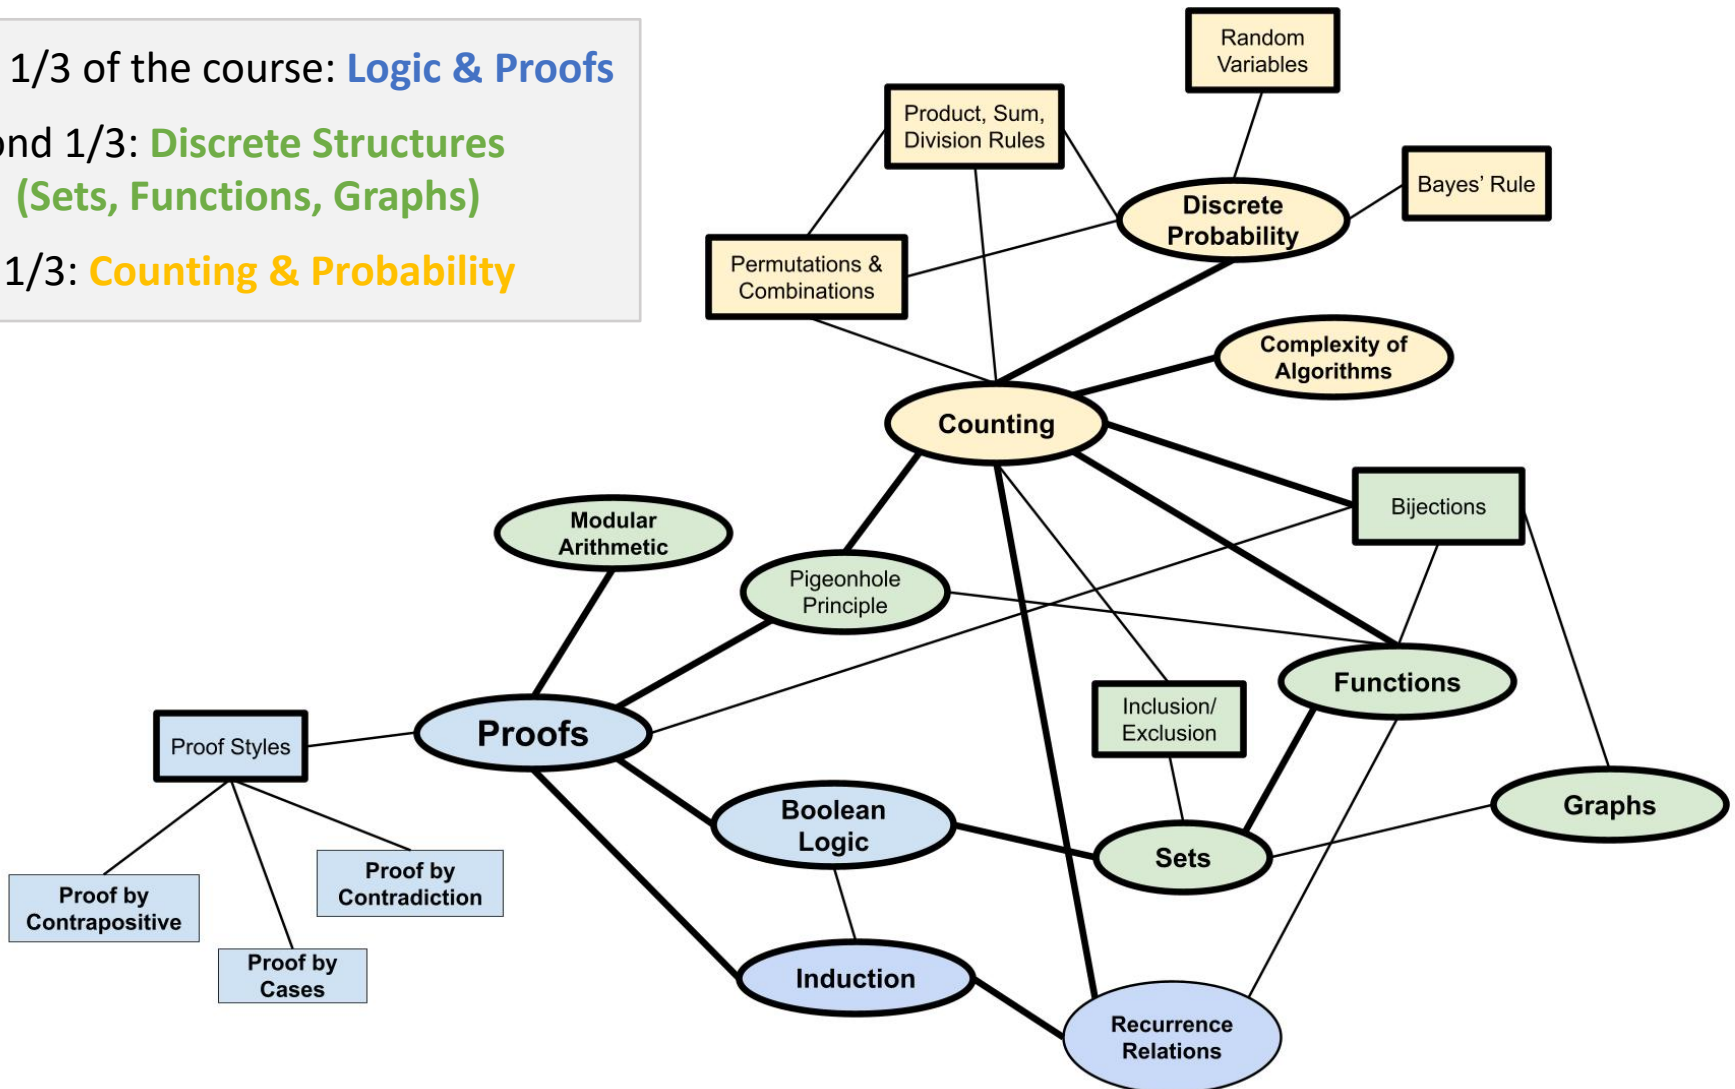 1/3 of the course: Logic & Proofs
ond 1/3: Discrete Structures
(Sets, Functions, Graphs)
1/3: Counting & Probability
Random
Variables
Product, Sum,
Division Rules
Bayes' Rule
Discrete
Probability
Permutations &
Combinations
Complexity of
Algorithms
Counting
Bijections
Modular
Arithmetic
Pigeonhole
Principle
Functions
Inclusion/
Exclusion
Proofs
Proof Styles
Boolean
Logic
Graphs
Sets
Proof by
Contradiction
Proof by
Contrapositive
Proof by
Cases
Induction
Recurrence
Relations